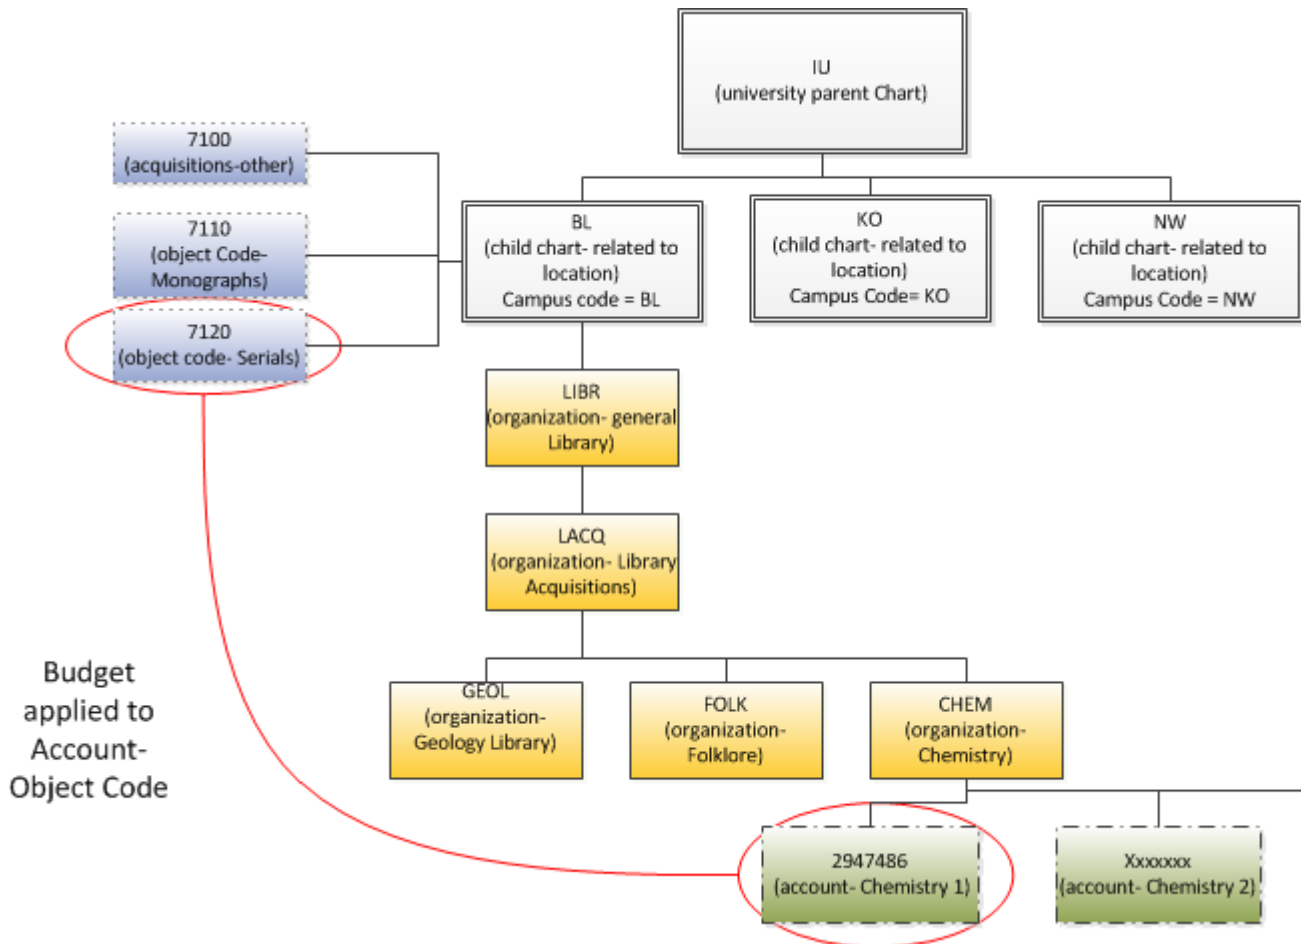 IU
(university parent Chart)
7100
(acquisitions-other)
7110
(object Code-
Monographs)
7120
(object code- Serials)
BL
(child chart- related to
location)
Campus code = BL
KO
(child chart- related to
location)
Campus Code= KO
NW
(child chart- related to
location)
Campus Code = NW
LIBR
(organization- general
Library)
LACQ
(organization- Library
Acquisitions)
GEOL
(organization-
Geology Library)
FOLK
(organization-
Folklore)
CHEM
(organization-
Chemistry)
Budget
applied to
Account-
Object Code
2947486
(account- Chemistry 1)
Xxxxxxx
(account- Chemistry 2)